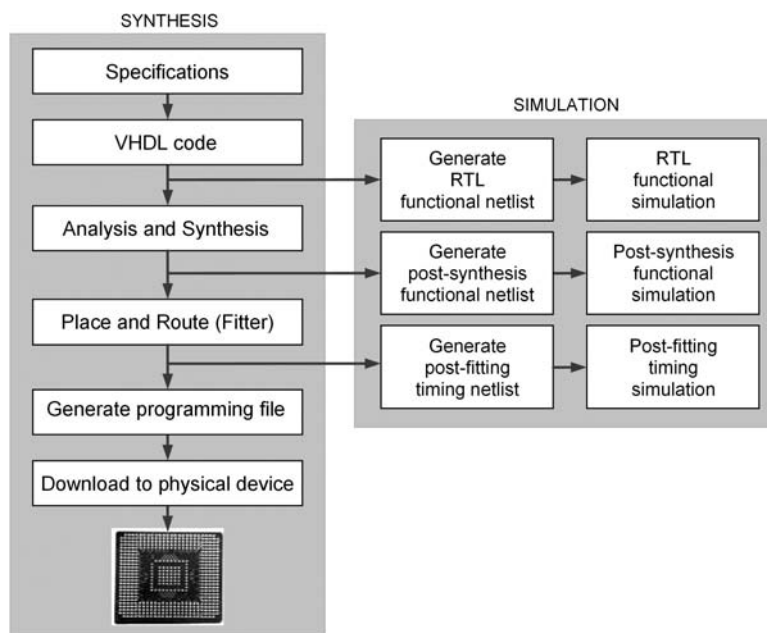 SYNTHESIS
Specifications
VHDL code
Analysis and Synthesis
Place and Route (Fitter)
Generate programming file
Download to physical device
SIMULATION
Generate
RTL
functional netlist
RTL
functional
simulation
Generate
post-synthesis
functional netlist
Post-synthesis
functional
simulation
Generate
post-fitting
timing netlist
Post-fitting
timing
simulation